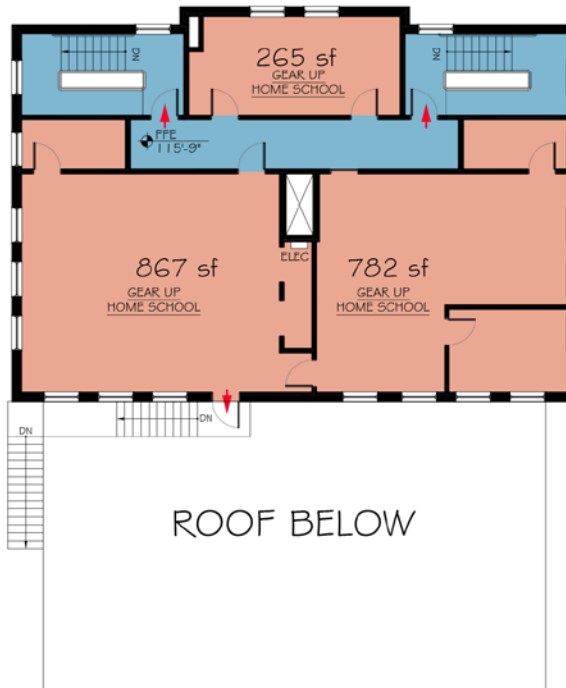 DN
265 sf
GEAR UP
HOME SCHOOL
DN
FFE
115'-9"
867 sf
GEAR UP
HOME SCHOOL
ELEC
782 sf
GEAR UP
HOME SCHOOL
DN
DN
ROOF BELOW